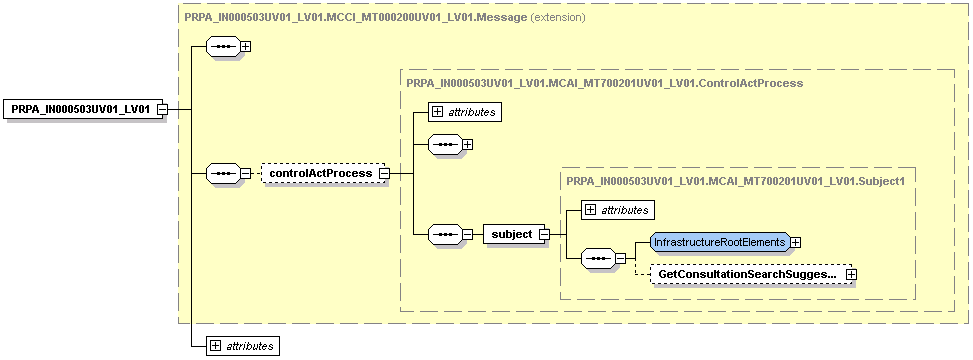 PRPA_IN000503UV01_LV01.MCCI_MT000200UV01_LV01.Message (extension)
PRPA_IN000503UV01_LV01.MCAI_MT700201UV01_LV01.ControlActProcess
PRPA_IN000503UV01_LV01
attributes
controlActProcess
PRPA_IN000503UV01_LV01.MCAI_MT700201UV01_LV01.Subject1
attributes
subject
InfrastructureRootElements
GetConsultationSearchSugges...
attributes